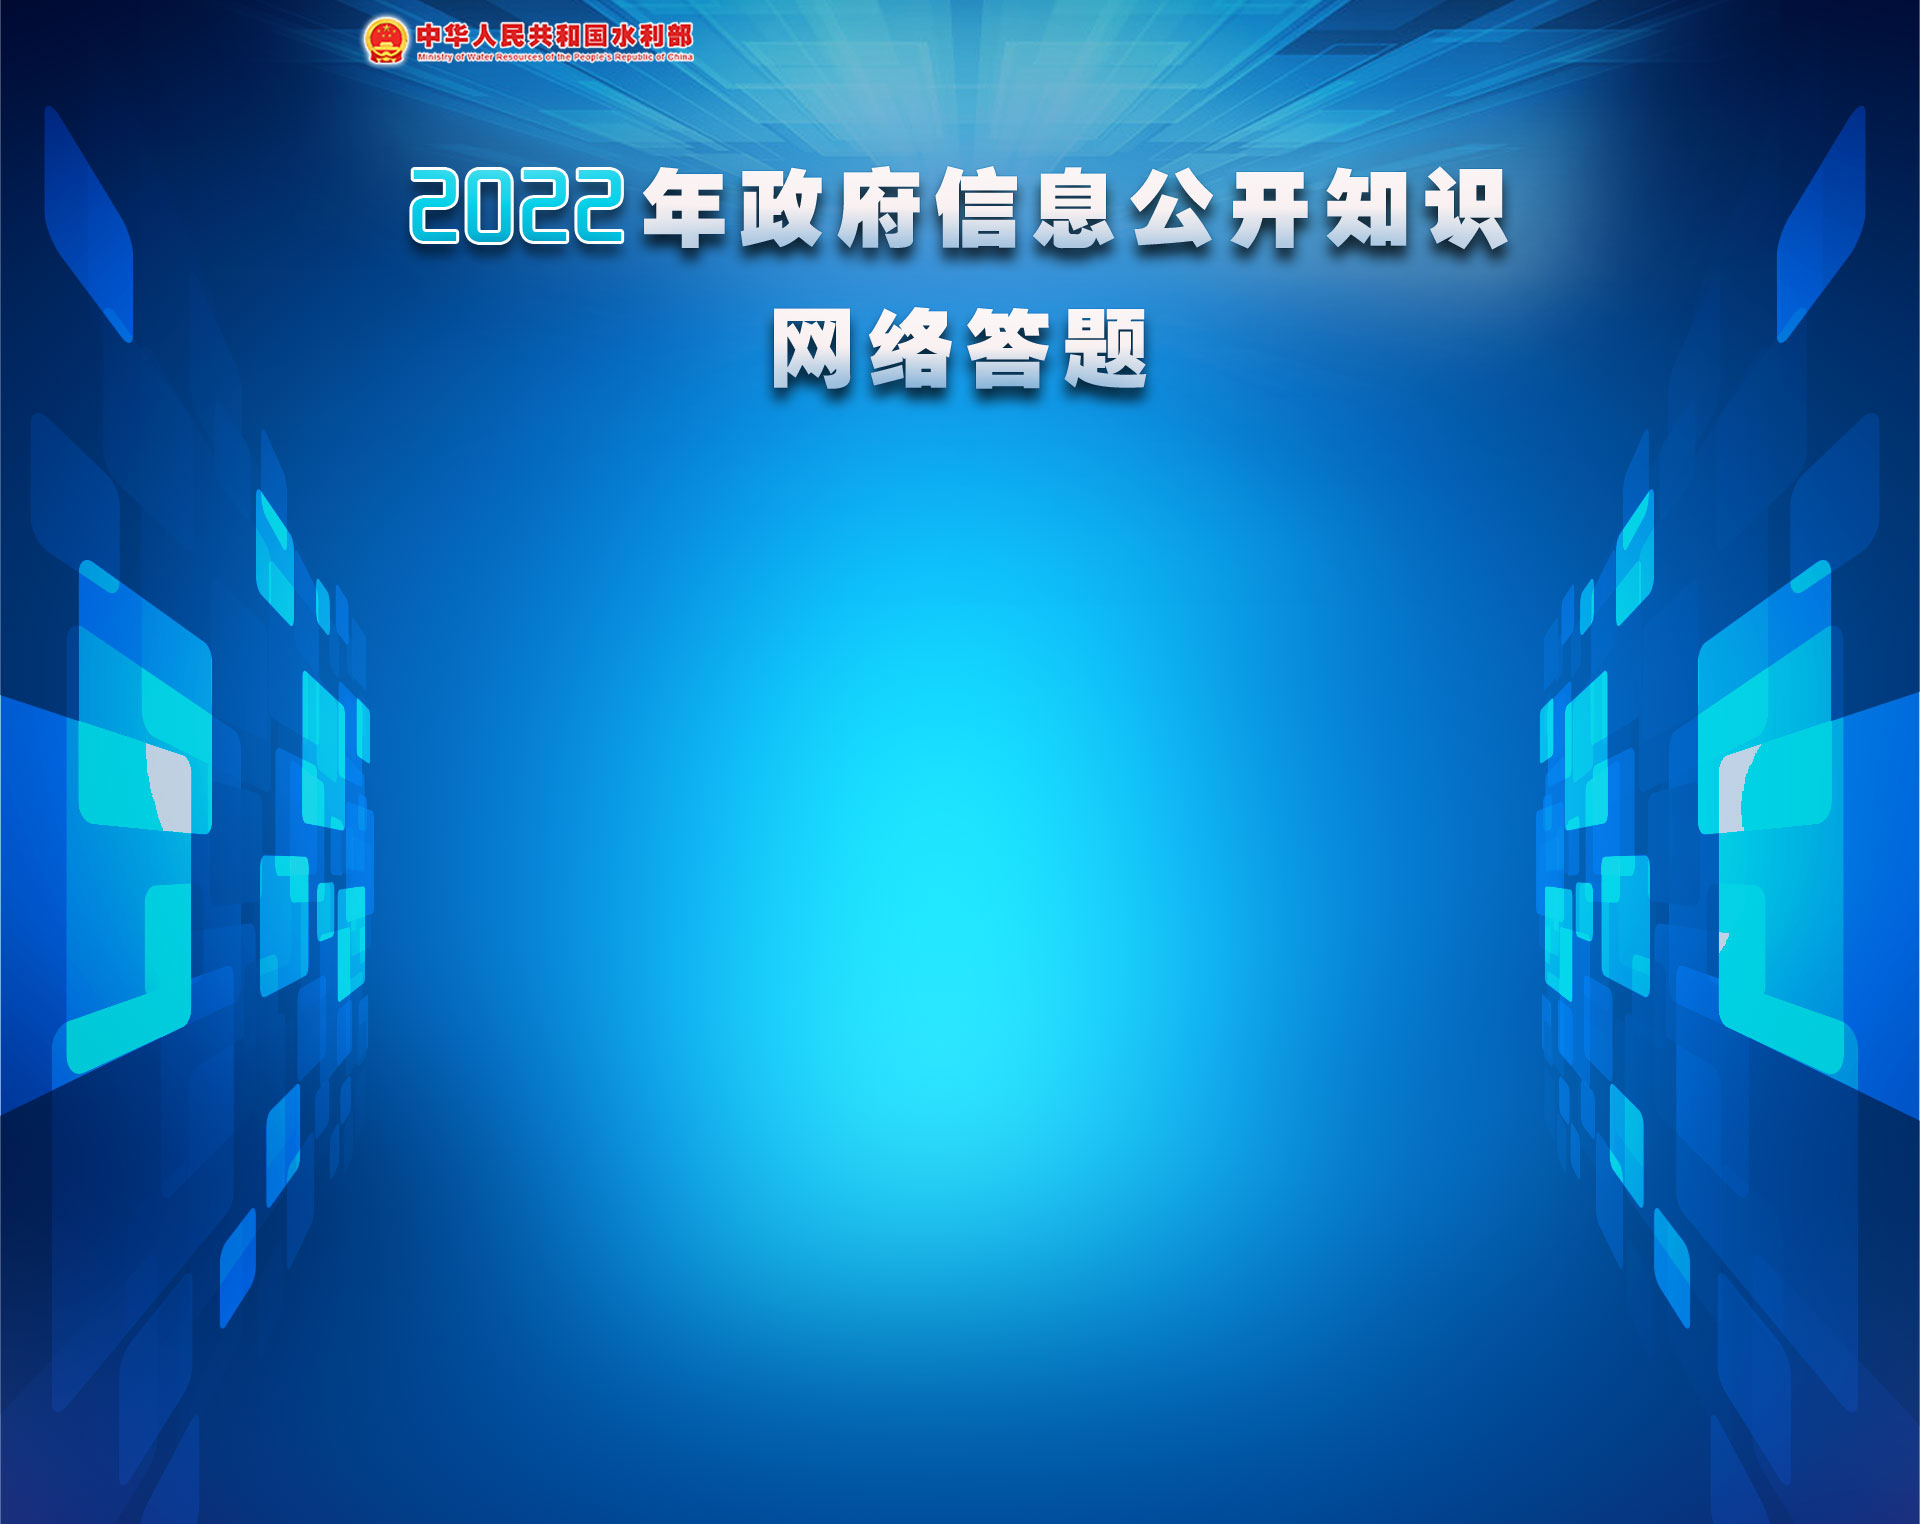 中华人民共和国水利部
Ministry of Water Resources of the People's Republic of China
2022年政府信息公开知识
网络答题